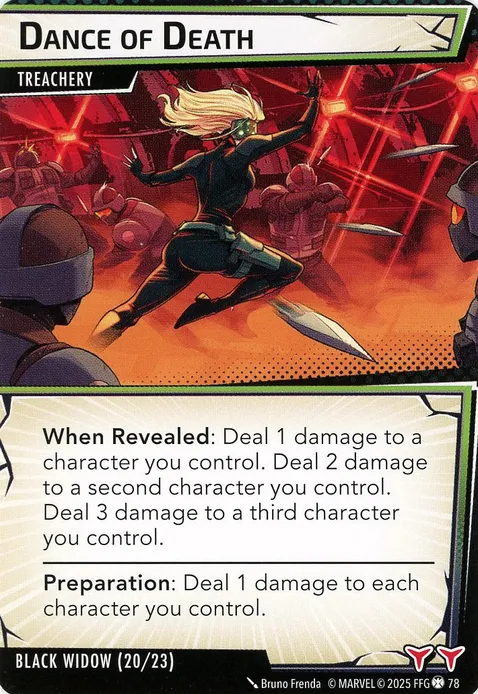 DANCE OF DEATH
TREACHERY
When Revealed: Deal 1 damage to a
character you control. Deal 2 damage
to a second character you control.
Deal 3 damage to a third character
you control.
Preparation: Deal 1 damage to each
character you control.
BLACK WIDOW (20/23)
Bruno Frenda © MARVEL © 2025 FFG 78